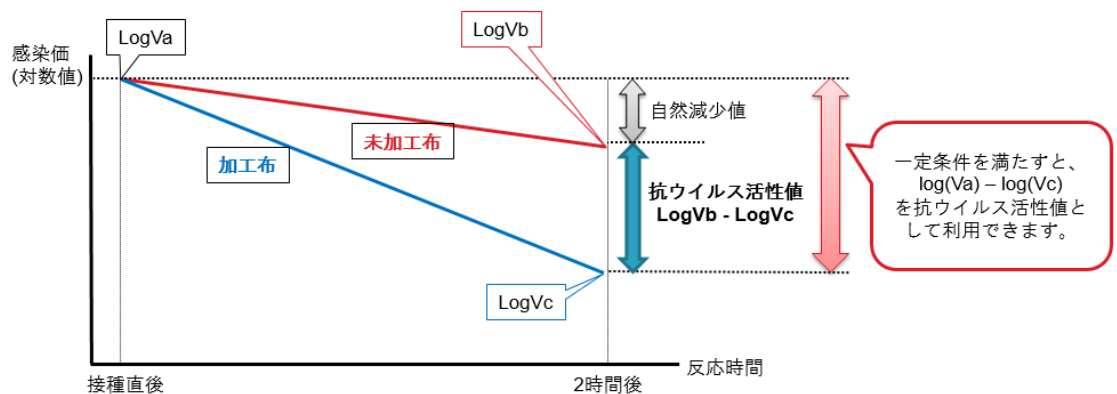 LogVa
LogVb
感染価
(対数値)
自然減少値
未加工布
加工布
抗ウイルス活性値
LogVb - LogVc
一定条件を満たすと、
log(Va) – log(Vc)
を抗ウイルス活性値と
して利用できます。
LogVc
反応時間
接種直後
2時間後